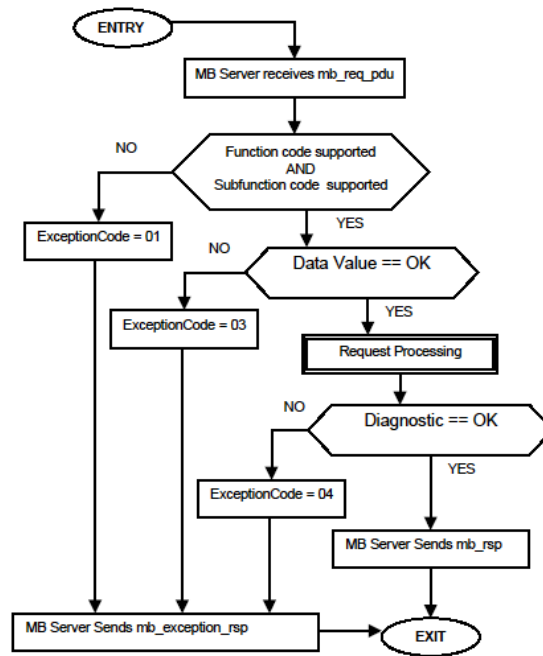 ENTRY
MB Server receives mb_req_pdu
NO
Function code supported
AND
Subfunction code supported
YES
ExceptionCode = 01
NO
Data Value == OK
YES
ExceptionCode = 03
Request Processing
NO
Diagnostic == OK
YES
ExceptionCode = 04
MB Server Sends mb_rsp
MB Server Sends mb_exception_rsp
EXIT